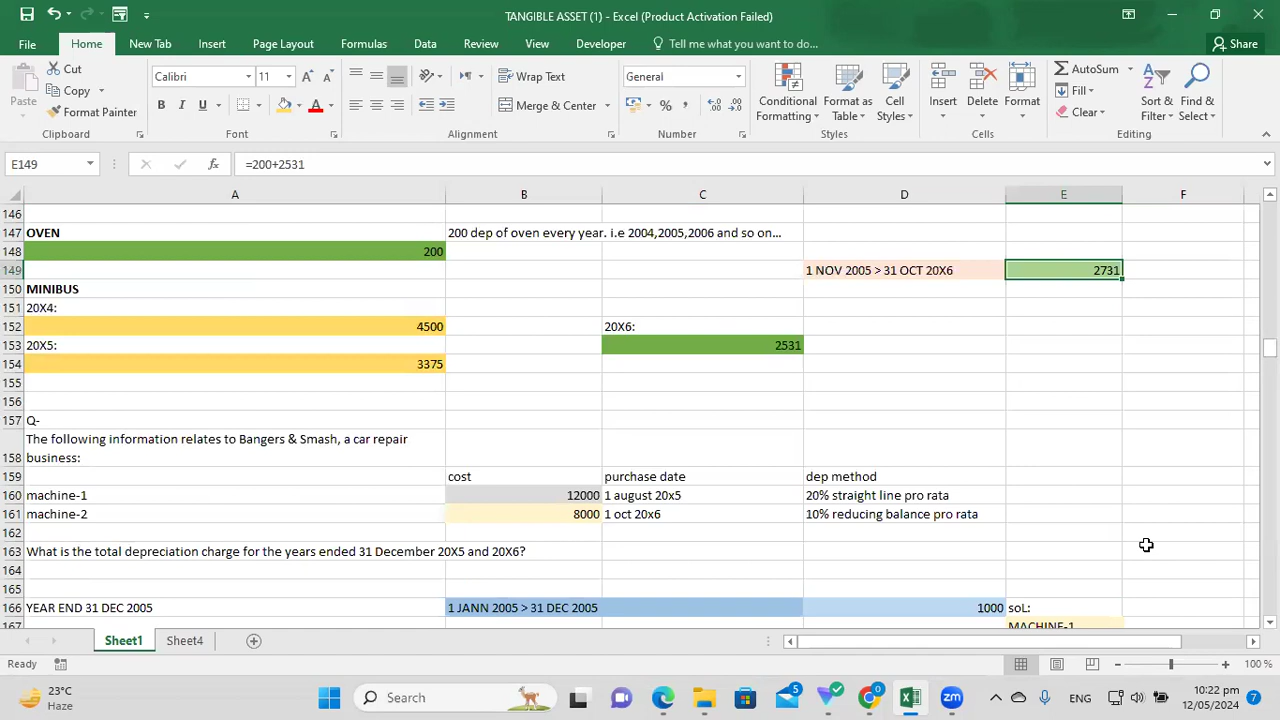 TANGIBLE ASSET (1) - Excel (Product Activation Failed)
File Home New Tab Insert Page Layout Formulas Data Review View Developer Tell me what you want to do... Share
Cut
Copy
Format Painter
Paste
Clipboard
Calibri 11
B I U
Font
Wrap Text
Merge & Center
Alignment
General
Number
Conditional Formatting
Format as Table
Cell Styles
Styles
Insert
Delete
Format
Cells
AutoSum
Fill
Clear
Sort & Filter
Find & Select
Editing
E149 fx =200+2531
A B C D E F
146
147 OVEN 200 dep of oven every year. i.e 2004,2005,2006 and so on...
148 200
149 1 NOV 2005 > 31 OCT 20X6 2731
150 MINIBUS
151 20X4:
152 4500 20X6:
153 20X5: 2531
154 3375
155
156
157 Q-
158 The following information relates to Bangers & Smash, a car repair
business:
159 cost purchase date dep method
160 machine-1 12000 1 august 20x5 20% straight line pro rata
161 machine-2 8000 1 oct 20x6 10% reducing balance pro rata
162
163 What is the total depreciation charge for the years ended 31 December 20X5 and 20X6?
164
165
166 YEAR END 31 DEC 2005 1 JANN 2005 > 31 DEC 2005 1000 soL:
167 MACHINE-1
Sheet1 Sheet4
Ready 100 %
23°C
Haze
Search
5
0
ENG
10:22 pm
12/05/2024
7